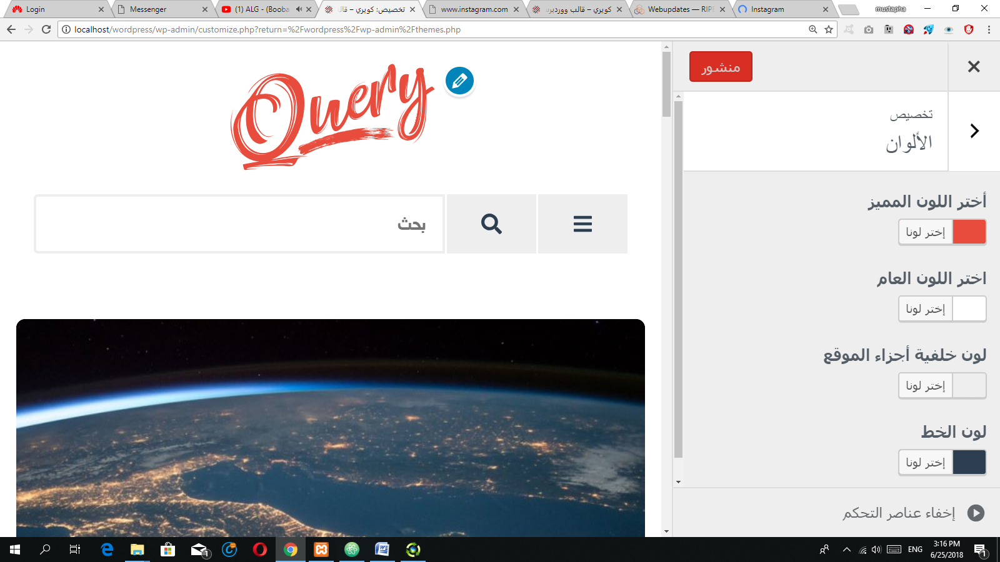 Login
Messenger
(1) ALG - (Booba
تخصيص: كويري – قال
www.instagram.com
كويري – قالب ووردبر
Webupdates — RIP
Instagram
mustapha
localhost/wordpress/wp-admin/customize.php?return=%2Fwordpress%2Fwp-admin%2Fthemes.php
Query
بحث
منشور
تخصيص
الألوان
أختر اللون المميز
إختر لونا
اختر اللون العام
إختر لونا
لون خلفية أجزاء الموقع
إختر لونا
لون الخط
إختر لونا
إخفاء عناصر التحكم
1
ENG
3:16 PM
6/25/2018
1